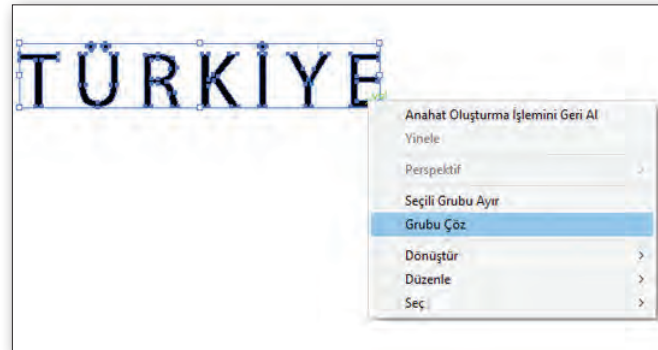 TÜRKİYE
Anahat Oluşturma İşlemini Geri Al
Yinele
Perspektif
Seçili Grubu Ayır
Grubu Çöz
Dönüştür
Düzenle
Seç